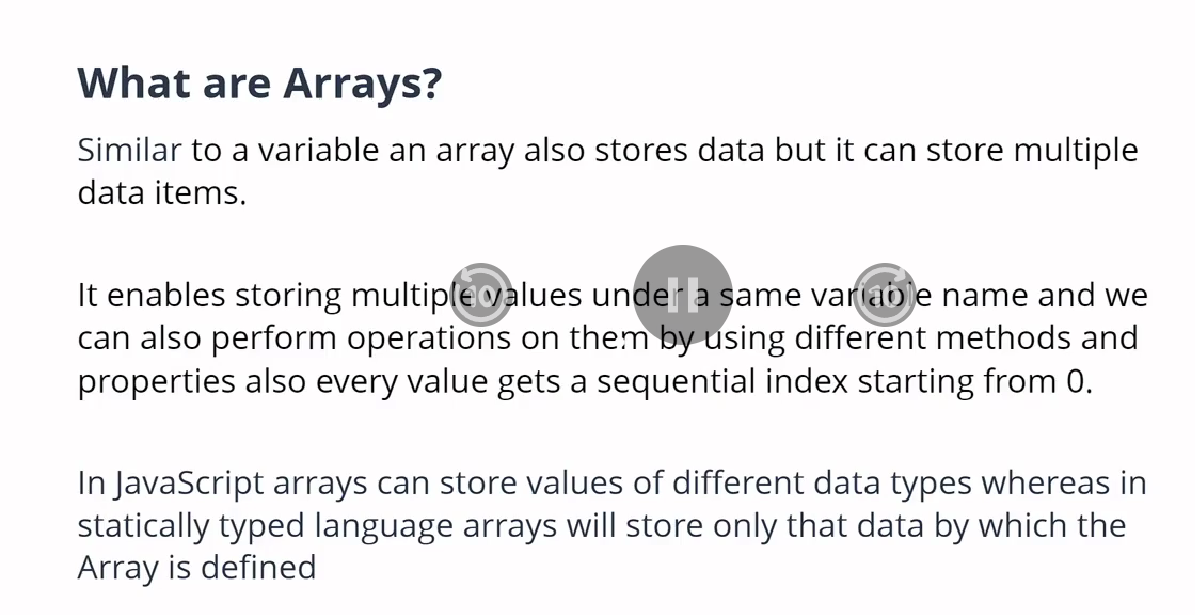 What are Arrays?
Similar to a variable an array also stores data but it can store multiple
data items.
It enables storing multiple values under a same variable name and we
can also perform operations on them by using different methods and
properties also every value gets a sequential index starting from 0.
In JavaScript arrays can store values of different data types whereas in
statically typed language arrays will store only that data by which the
Array is defined